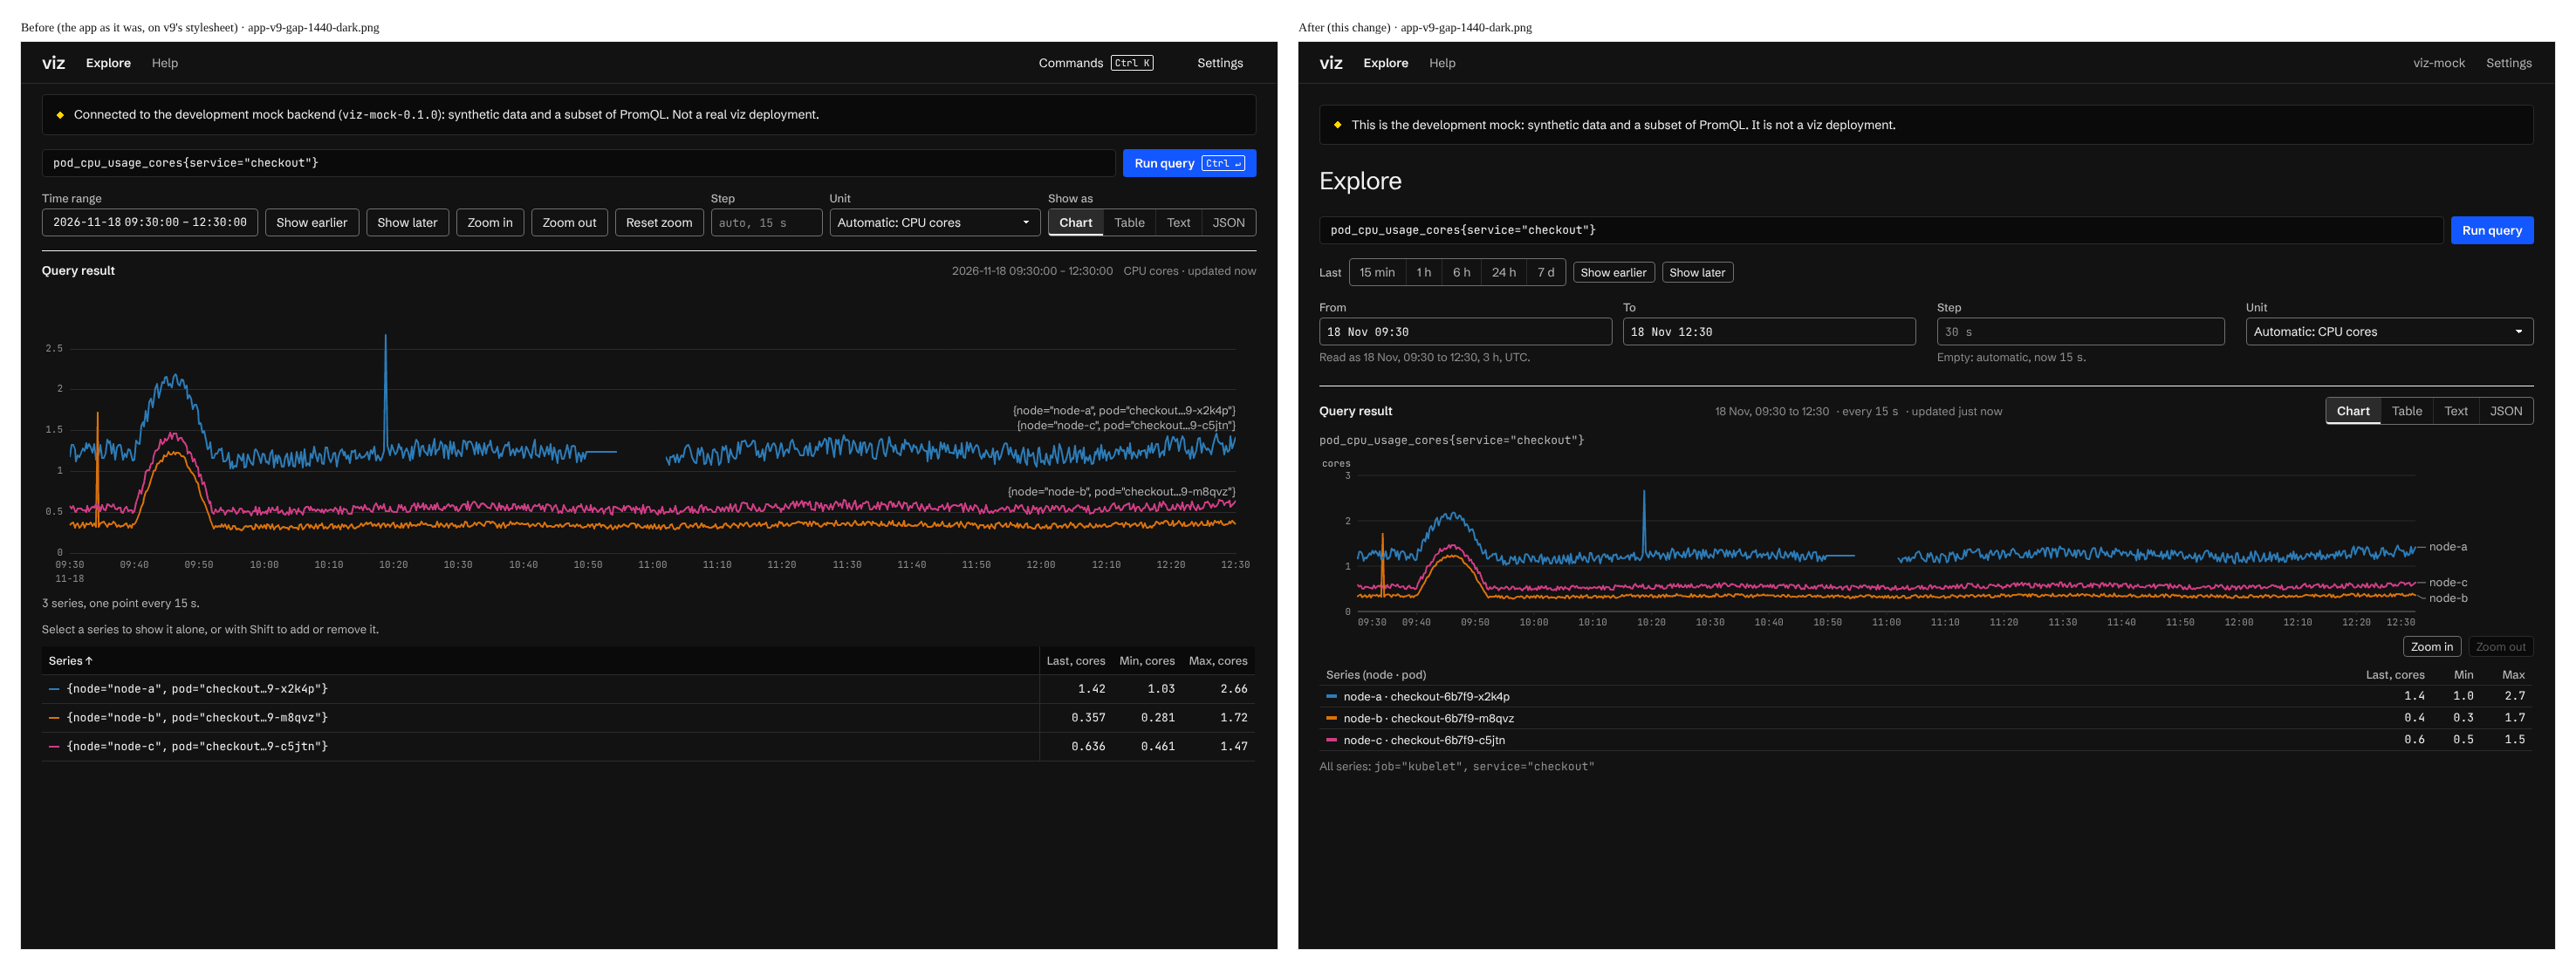 Before (the app as it was, on v9's stylesheet) · app-v9-gap-1440-dark.png
viz Explore Help Commands Ctrl K Settings
Connected to the development mock backend (viz-mock-0.1.0): synthetic data and a subset of PromQL. Not a real viz deployment.
pod_cpu_usage_cores{service="checkout"} Run query Ctrl ↵
Time range Step Unit Show as
2026-11-18 09:30:00 – 12:30:00 Show earlier Show later Zoom in Zoom out Reset zoom auto, 15 s Automatic: CPU cores Chart Table Text JSON
Query result 2026-11-18 09:30:00 – 12:30:00 CPU cores · updated now
2.5
2
{node="node-a", pod="checkout…9-x2k4p"}
1.5
{node="node-c", pod="checkout…9-c5jtn"}
1
{node="node-b", pod="checkout…9-m8qvz"}
0.5
0
09:30 09:40 09:50 10:00 10:10 10:20 10:30 10:40 10:50 11:00 11:10 11:20 11:30 11:40 11:50 12:00 12:10 12:20 12:30
11-18
3 series, one point every 15 s.
Select a series to show it alone, or with Shift to add or remove it.
Series ↑ Last, cores Min, cores Max, cores
{node="node-a", pod="checkout…9-x2k4p"} 1.42 1.03 2.66
{node="node-b", pod="checkout…9-m8qvz"} 0.357 0.281 1.72
{node="node-c", pod="checkout…9-c5jtn"} 0.636 0.461 1.47
After (this change) · app-v9-gap-1440-dark.png
viz Explore Help viz-mock Settings
This is the development mock: synthetic data and a subset of PromQL. It is not a viz deployment.
Explore
pod_cpu_usage_cores{service="checkout"} Run query
Last 15 min 1 h 6 h 24 h 7 d Show earlier Show later
From To Step Unit
18 Nov 09:30 18 Nov 12:30 30 s Automatic: CPU cores
Read as 18 Nov, 09:30 to 12:30, 3 h, UTC. Empty: automatic, now 15 s.
Query result 18 Nov, 09:30 to 12:30 · every 15 s · updated just now Chart Table Text JSON
pod_cpu_usage_cores{service="checkout"}
cores
3
2
node-a
1
node-c
node-b
0
09:30 09:40 09:50 10:00 10:10 10:20 10:30 10:40 10:50 11:00 11:10 11:20 11:30 11:40 11:50 12:00 12:10 12:20 12:30
Zoom in Zoom out
Series (node · pod) Last, cores Min Max
node-a · checkout-6b7f9-x2k4p 1.4 1.0 2.7
node-b · checkout-6b7f9-m8qvz 0.4 0.3 1.7
node-c · checkout-6b7f9-c5jtn 0.6 0.5 1.5
All series: job="kubelet", service="checkout"